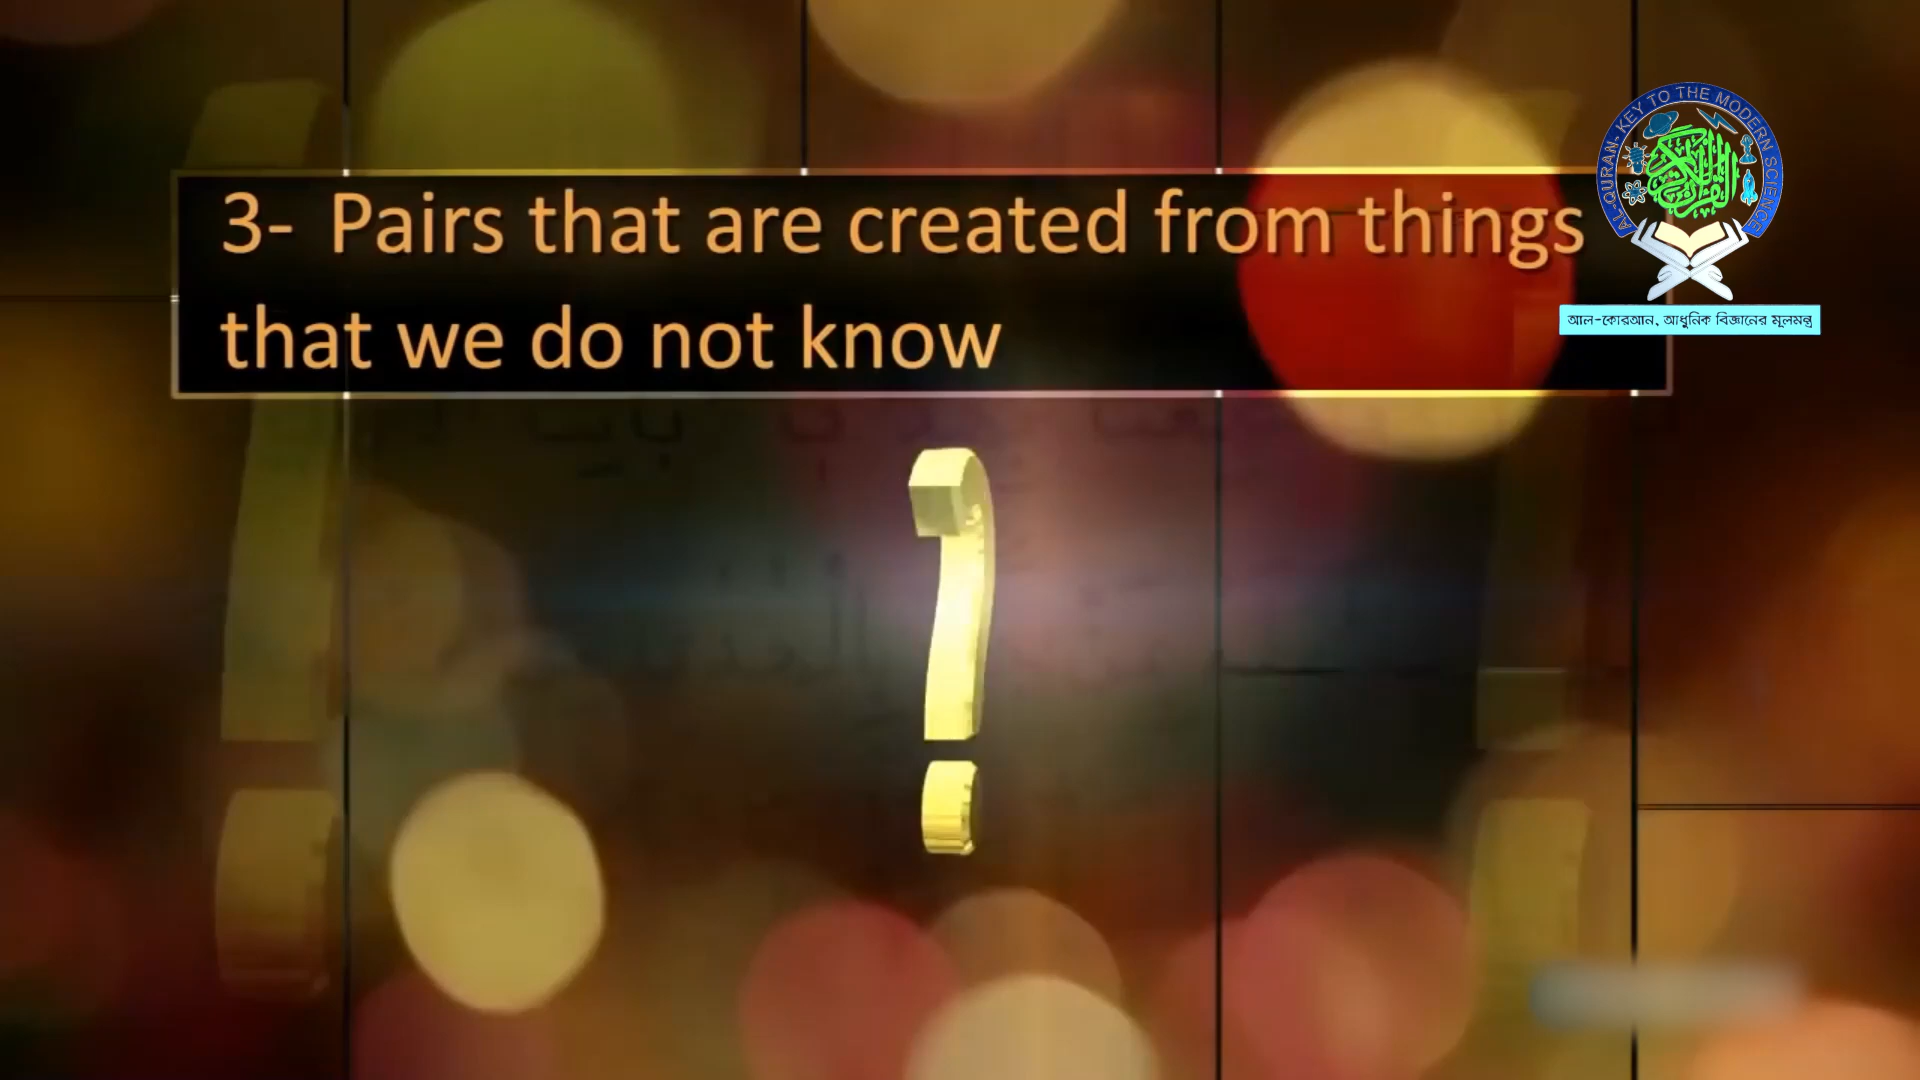 3- Pairs that are created from things
that we do not know
AL-QURAN- KEY TO THE MODERN SCIENCE
আল-কোরআন, আধুনিক বিজ্ঞানের মূলমন্ত্র